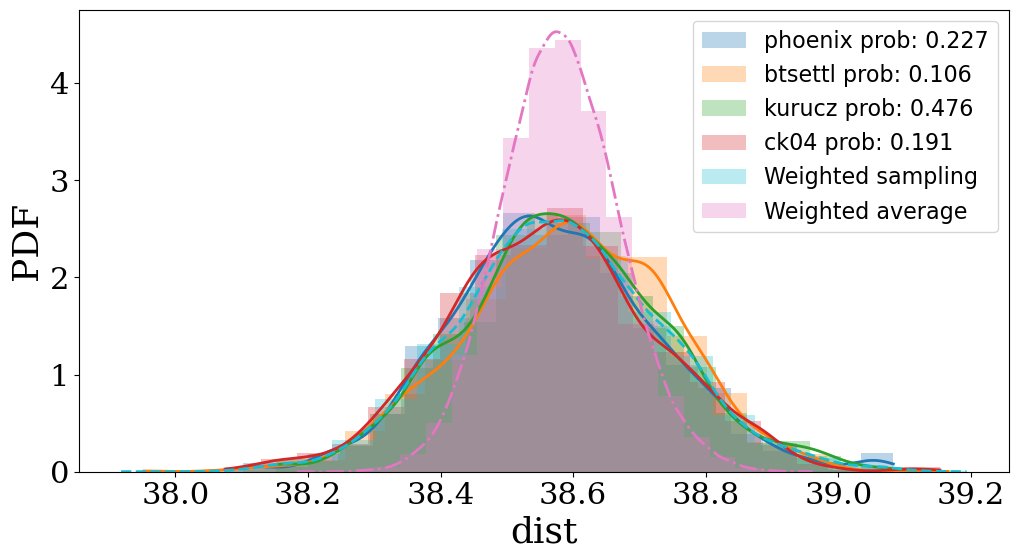 phoenix prob: 0.227
btsettl prob: 0.106
kurucz prob: 0.476
ck04 prob: 0.191
Weighted sampling
Weighted average
PDF
4
3
2
1
0
38.0 38.2 38.4 38.6 38.8 39.0 39.2
dist